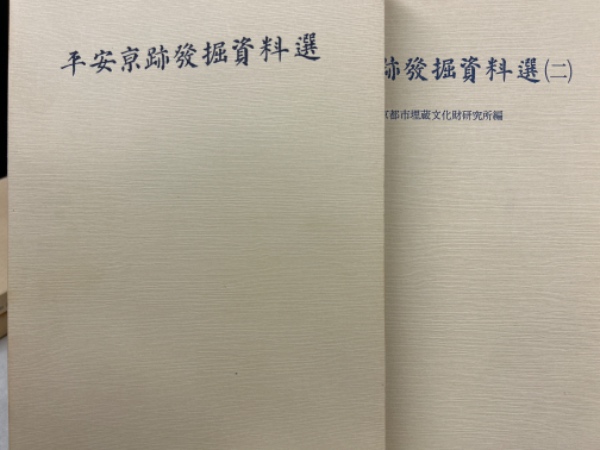 平安亰跡發掘資料選
跡發掘資料選(二)
京都市埋蔵文化財研究所編